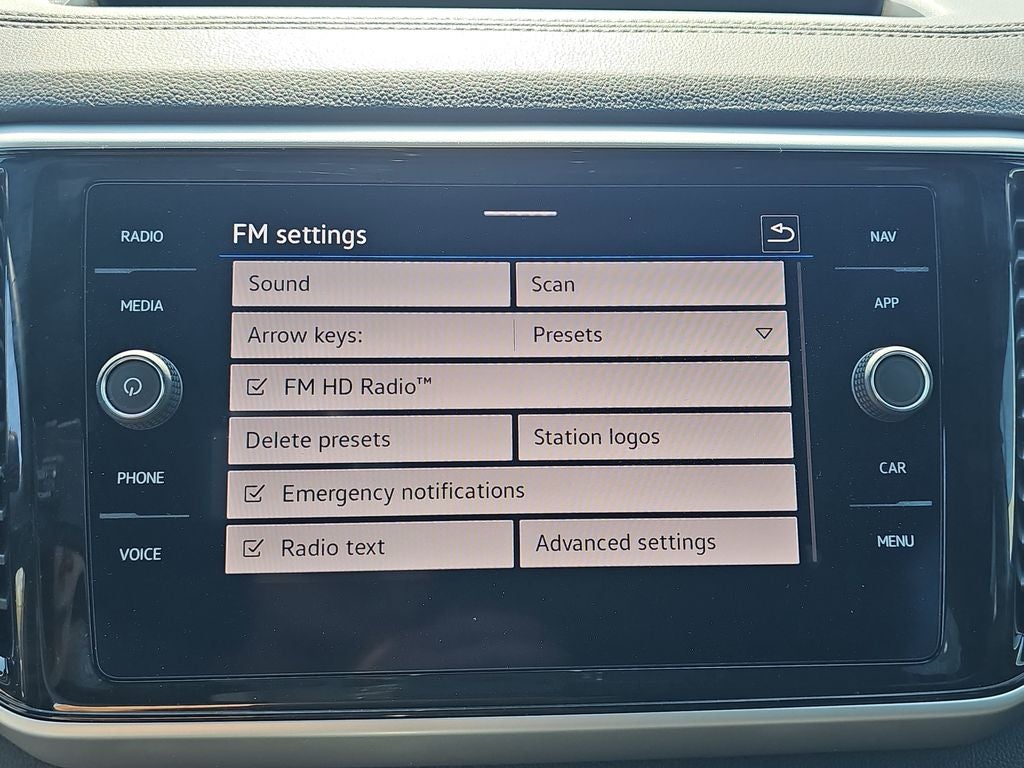 RADIO
MEDIA
PHONE
VOICE
FM settings
Sound
Scan
Arrow keys:
Presets
FM HD Radio™
Delete presets
Station logos
Emergency notifications
Radio text
Advanced settings
NAV
APP
CAR
MENU